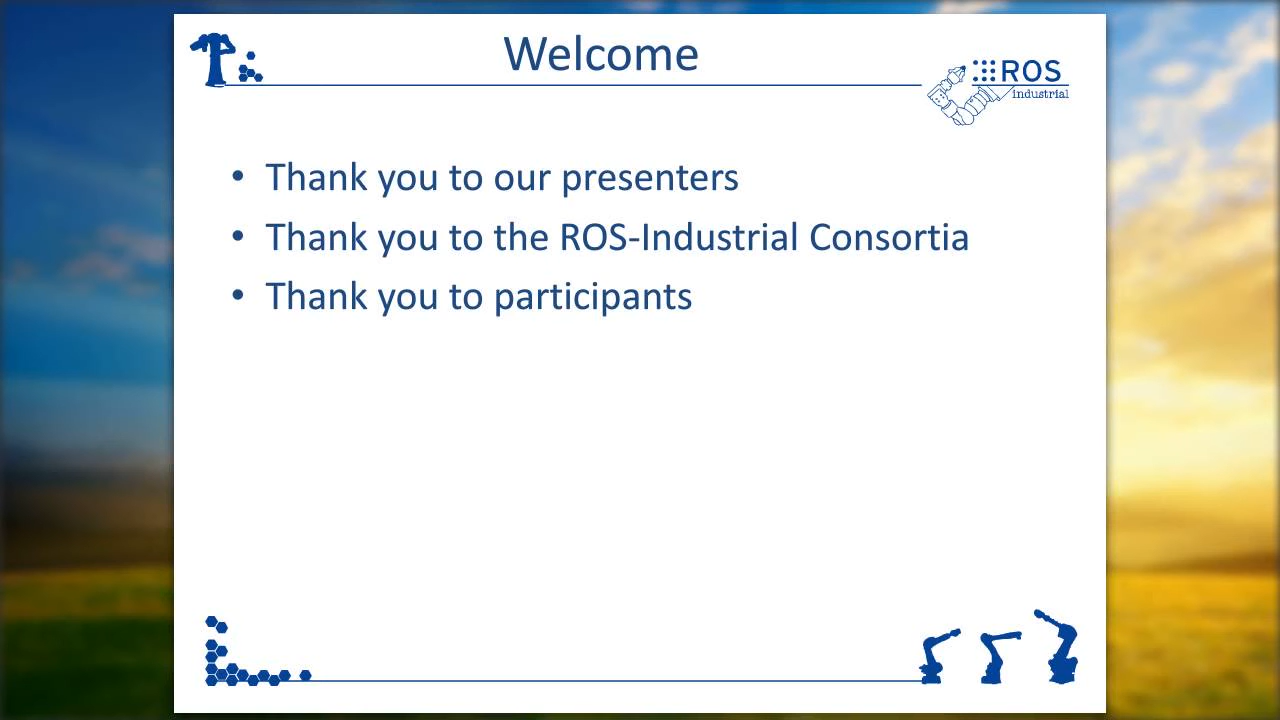 Welcome
ROS
industrial
• Thank you to our presenters
• Thank you to the ROS-Industrial Consortia
• Thank you to participants